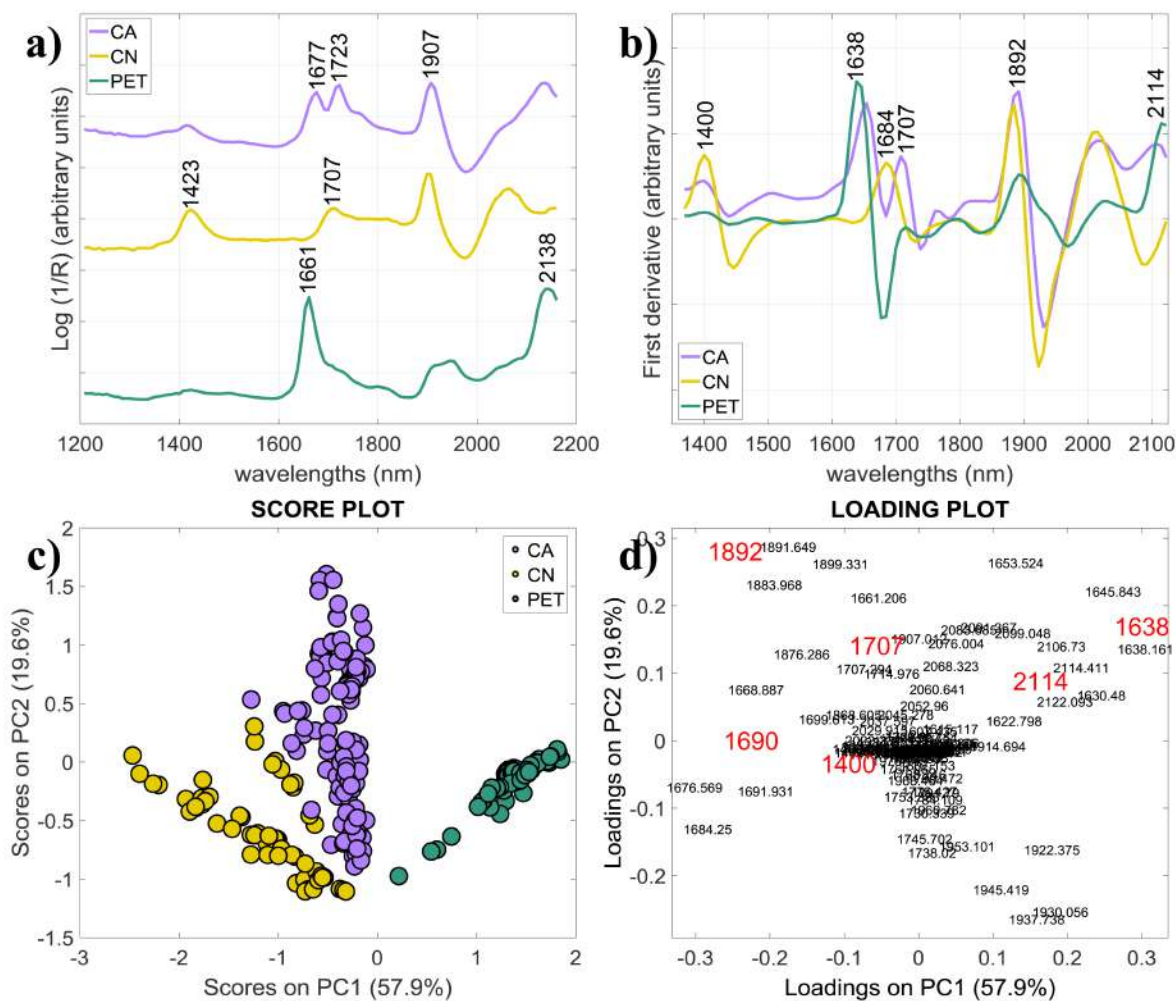 a)
CA
CN
PET
1677
1723
1907
1423
1707
1661
2138
Log (1/R) (arbitrary units)
1200 1400 1600 1800 2000 2200
wavelengths (nm)
b)
1638
1892
2114
1400
1684
1707
First derivative (arbitrary units)
CA
CN
PET
1400 1500 1600 1700 1800 1900 2000 2100
wavelengths (nm)
SCORE PLOT
c)
CA
CN
PET
Scores on PC2 (19.6%)
2
1.5
1
0.5
0
-0.5
-1
-1.5
-3 -2 -1 0 1 2
Scores on PC1 (57.9%)
LOADING PLOT
d)
Loadings on PC2 (19.6%)
0.3
0.2
0.1
0
-0.1
-0.2
1892 1891.649
1899.331
1653.524
1883.968
1645.843
1661.206
1638
1707
2099.048
2076.004
2106.73
1638.161
1876.286
1707.294
1714.976
2068.323
2114.411
2114
1668.887
2060.641
1630.48
2122.093
2052.96
1699.613
2045.278
1622.798
1690
1914.694
1400
1676.569
1691.931
1684.25
1745.702
1738.02
1953.101
1922.375
1945.419
1930.056
1937.738
-0.3 -0.2 -0.1 0 0.1 0.2 0.3
Loadings on PC1 (57.9%)